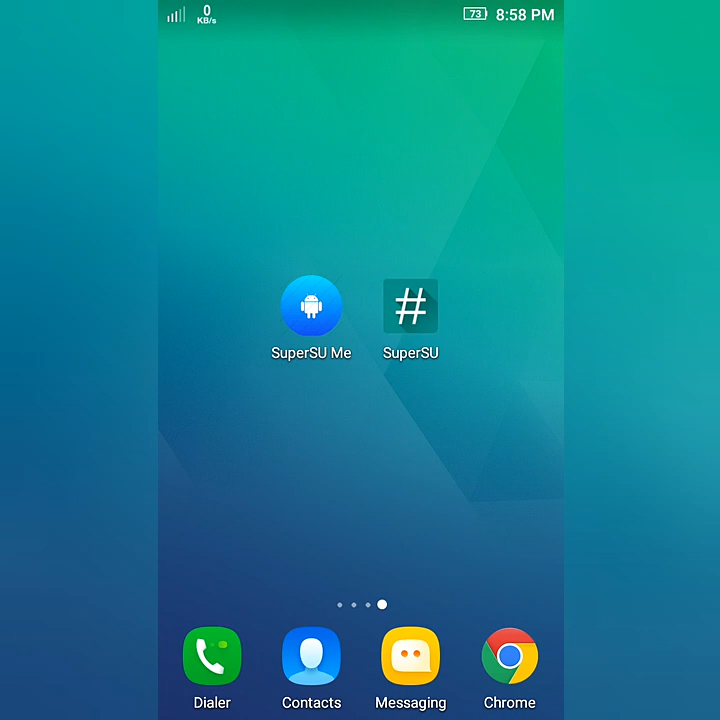 0
KB/s
73
8:58 PM
#
SuperSU Me
SuperSU
Dialer
Contacts
Messaging
Chrome